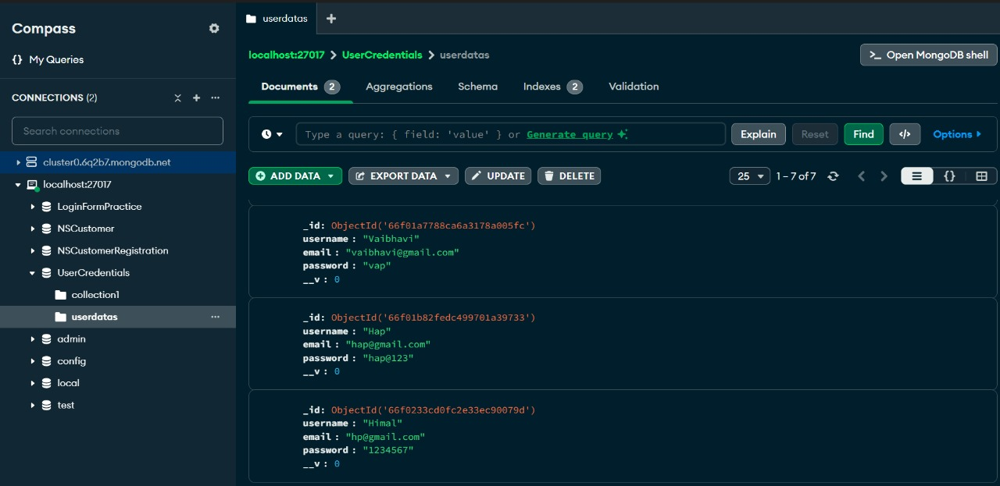 Compass
{} My Queries
CONNECTIONS (2)
Search connections
cluster0.6q2b7.mongodb.net
localhost:27017
LoginFormPractice
NSCustomer
NSCustomerRegistration
UserCredentials
collection1
userdatas
admin
config
local
test
userdatas
localhost:27017 > UserCredentials > userdatas
>_ Open MongoDB shell
Documents 2 Aggregations Schema Indexes 2 Validation
Type a query: { field: 'value' } or Generate query
Explain Reset Find </> Options
ADD DATA EXPORT DATA UPDATE DELETE
25 1 – 7 of 7 {}
_id: ObjectId('66f01a7788ca6a3178a005fc')
username : "Vaibhavi"
email : "vaibhavi@gmail.com"
password : "vap"
__v : 0
_id: ObjectId('66f01b82fedc499701a39733')
username : "Hap"
email : "hap@gmail.com"
password : "hap@123"
__v : 0
_id: ObjectId('66f0233cd0fc2e33ec90079d')
username : "Himal"
email : "hp@gmail.com"
password : "1234567"
__v : 0